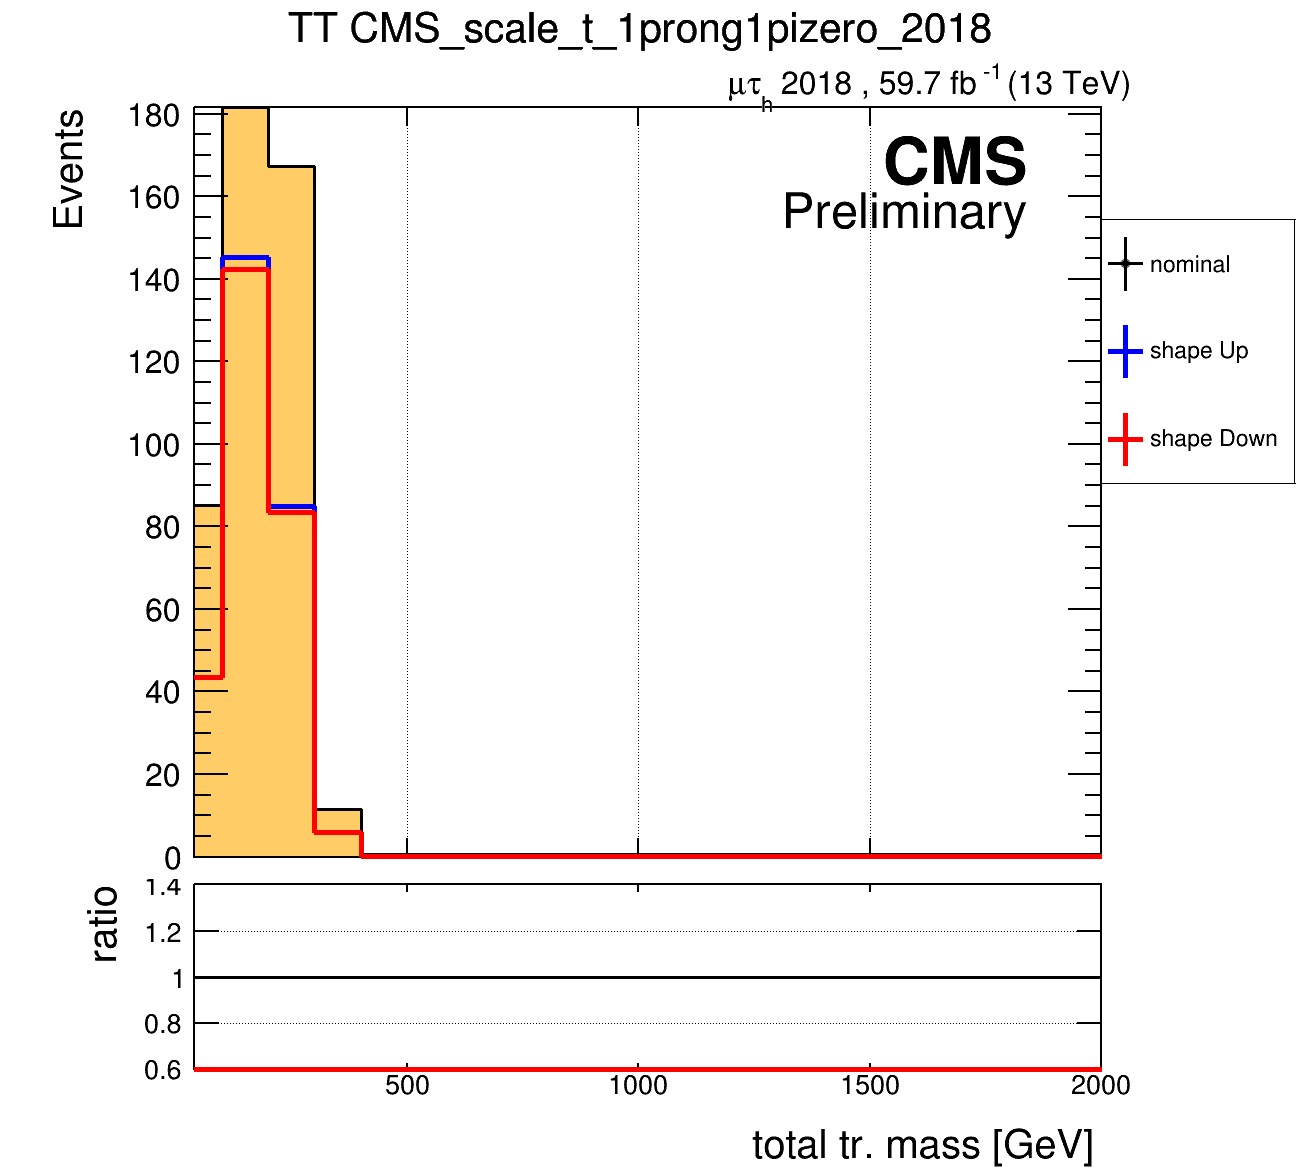 TT CMS_scale_t_1prong1pizero_2018
μτh 2018 , 59.7 fb-1 (13 TeV)
Events
180
160
140
120
100
80
60
40
20
0
CMS
Preliminary
nominal
shape Up
shape Down
ratio
1.4
1.2
1
0.8
0.6
500 1000 1500 2000
total tr. mass [GeV]